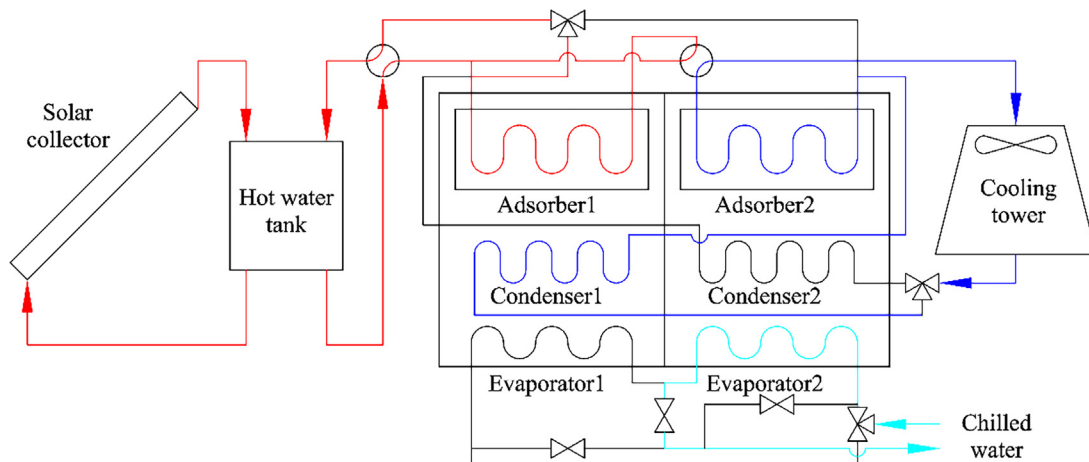 Solar
collector
Hot water
tank
Adsorber1
Adsorber2
Cooling
tower
Condenser1
Condenser2
Evaporator1
Evaporator2
Chilled
water